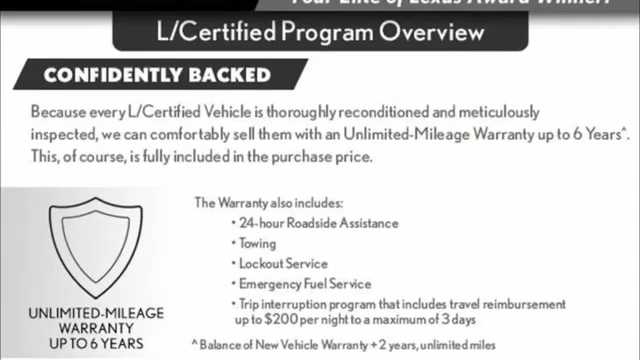 Your Elite of Lexus Award Winner!
L/Certified Program Overview
CONFIDENTLY BACKED
Because every L/Certified Vehicle is thoroughly reconditioned and meticulously
inspected, we can comfortably sell them with an Unlimited-Mileage Warranty up to 6 Years^.
This, of course, is fully included in the purchase price.
The Warranty also includes:
• 24-hour Roadside Assistance
• Towing
• Lockout Service
• Emergency Fuel Service
• Trip interruption program that includes travel reimbursement
up to $200 per night to a maximum of 3 days
^ Balance of New Vehicle Warranty + 2 years, unlimited miles
UNLIMITED-MILEAGE
WARRANTY
UP TO 6 YEARS